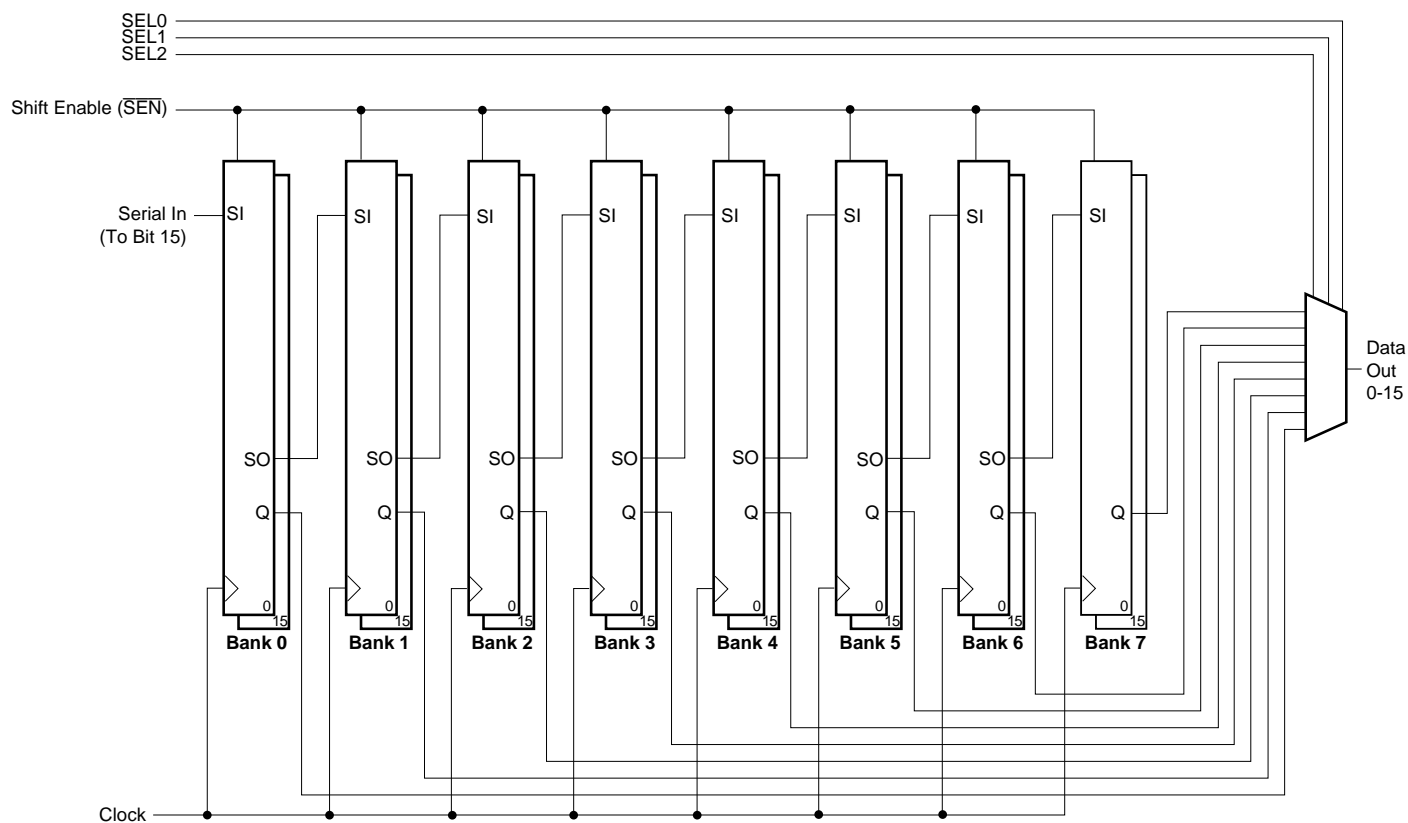 SEL0
SEL1
SEL2
Shift Enable (SEN)
Serial In
(To Bit 15)
SI
SI
SI
SI
SI
SI
SI
SI
Data
Out
0-15
SO
SO
SO
SO
SO
SO
SO
Q
Q
Q
Q
Q
Q
Q
Q
0
0
0
0
0
0
0
0
15
15
15
15
15
15
15
15
Bank 0
Bank 1
Bank 2
Bank 3
Bank 4
Bank 5
Bank 6
Bank 7
Clock